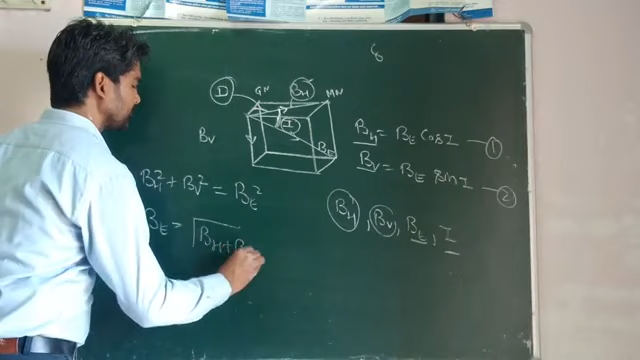 6
D GN BH MN
I
Bv BE
BH = BE cos I — 1
Bv = BE sin I — 2
BH² + Bv² = BE²
BH, Bv, BE, I
BE = √BH + B